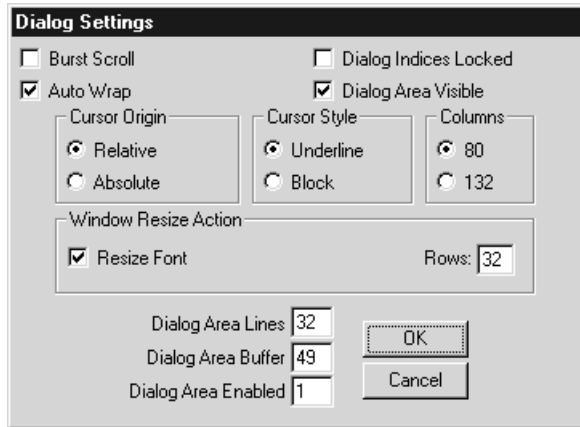 Dialog Settings
Burst Scroll
Dialog Indices Locked
Auto Wrap
Dialog Area Visible
Cursor Origin
Relative
Absolute
Cursor Style
Underline
Block
Columns
80
132
Window Resize Action
Resize Font
Rows: 32
Dialog Area Lines 32
Dialog Area Buffer 49
Dialog Area Enabled 1
OK
Cancel